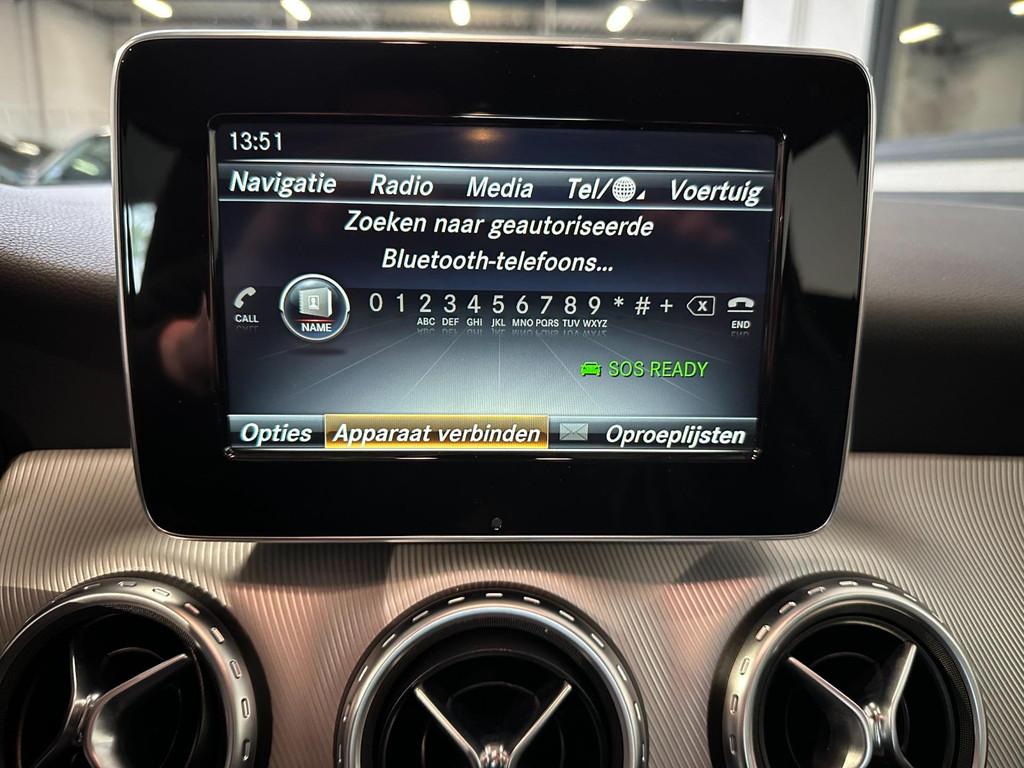 13:51
Navigatie Radio Media Tel/ Voertuig
Zoeken naar geautoriseerde
Bluetooth-telefoons...
0 1 2 3 4 5 6 7 8 9 * # +
CALL NAME ABC DEF GHI JKL MNO PQRS TUV WXYZ END
SOS READY
Opties Apparaat verbinden Oproeplijsten